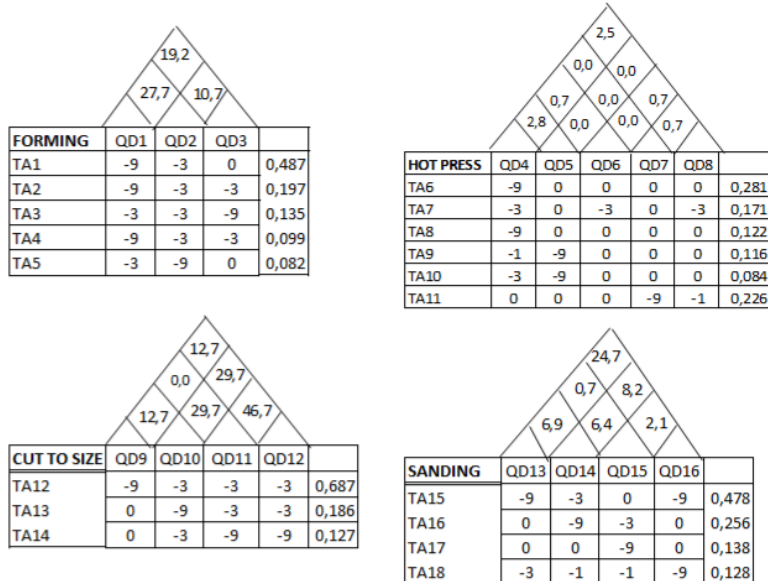 19,2
27,7 10,7
FORMING QD1 QD2 QD3
TA1 -9 -3 0 0,487
TA2 -9 -3 -3 0,197
TA3 -3 -3 -9 0,135
TA4 -9 -3 -3 0,099
TA5 -3 -9 0 0,082
2,5
0,0 0,0
0,7 0,0 0,7
2,8 0,0 0,0 0,7
HOT PRESS QD4 QD5 QD6 QD7 QD8
TA6 -9 0 0 0 0 0,281
TA7 -3 0 -3 0 -3 0,171
TA8 -9 0 0 0 0 0,122
TA9 -1 -9 0 0 0 0,116
TA10 -3 -9 0 0 0 0,084
TA11 0 0 0 -9 -1 0,226
12,7
0,0 29,7
12,7 29,7 46,7
CUT TO SIZE QD9 QD10 QD11 QD12
TA12 -9 -3 -3 -3 0,687
TA13 0 -9 -3 -3 0,186
TA14 0 -3 -9 -9 0,127
24,7
0,7 8,2
6,9 6,4 2,1
SANDING QD13 QD14 QD15 QD16
TA15 -9 -3 0 -9 0,478
TA16 0 -9 -3 0 0,256
TA17 0 0 -9 0 0,138
TA18 -3 -1 -1 -9 0,128